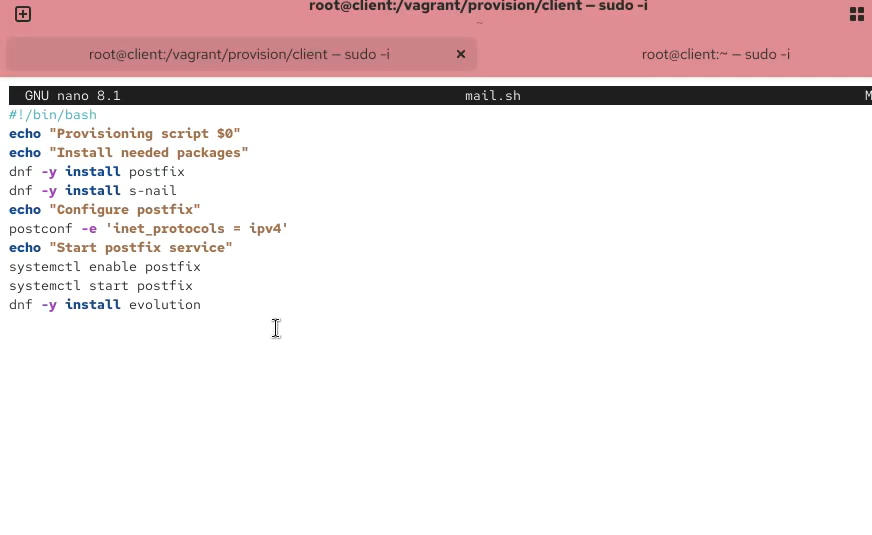 root@client:/vagrant/provision/client — sudo -i
~
root@client:/vagrant/provision/client — sudo -i
root@client:~ — sudo -i
GNU nano 8.1 mail.sh M
#!/bin/bash
echo "Provisioning script $0"
echo "Install needed packages"
dnf -y install postfix
dnf -y install s-nail
echo "Configure postfix"
postconf -e 'inet_protocols = ipv4'
echo "Start postfix service"
systemctl enable postfix
systemctl start postfix
dnf -y install evolution